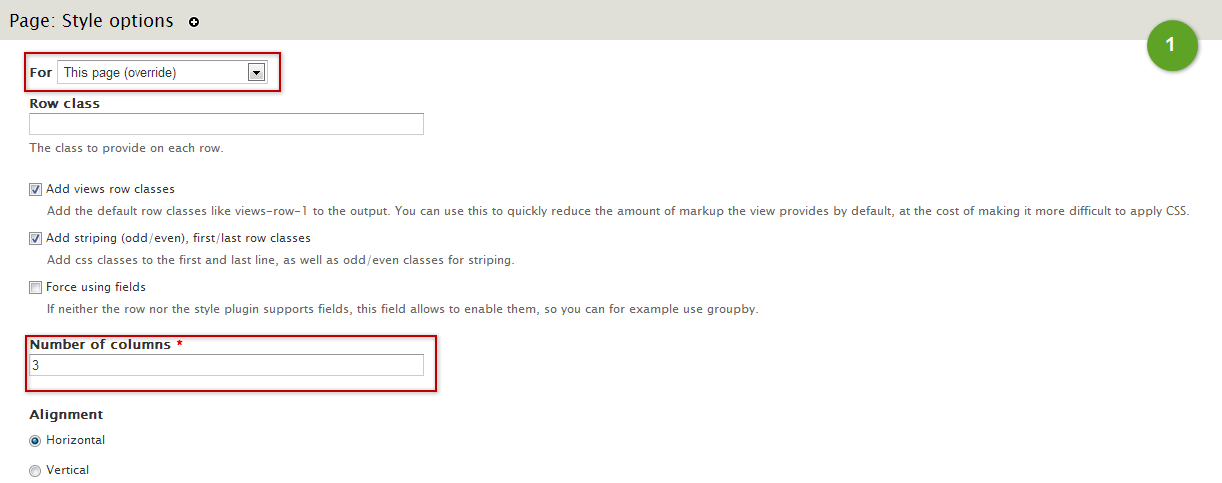 Page: Style options
1
For This page (override)
Row class
The class to provide on each row.
Add views row classes
Add the default row classes like views-row-1 to the output. You can use this to quickly reduce the amount of markup the view provides by default, at the cost of making it more difficult to apply CSS.
Add striping (odd/even), first/last row classes
Add css classes to the first and last line, as well as odd/even classes for striping.
Force using fields
If neither the row nor the style plugin supports fields, this field allows to enable them, so you can for example use groupby.
Number of columns *
3
Alignment
Horizontal
Vertical